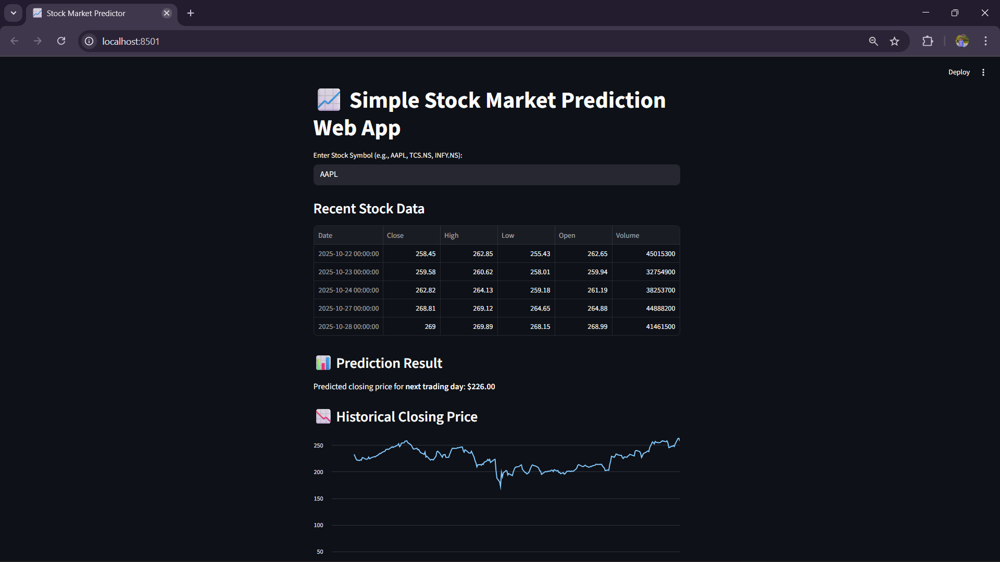 Stock Market Predictor
localhost:8501
Deploy
Simple Stock Market Prediction
Web App
Enter Stock Symbol (e.g., AAPL, TCS.NS, INFY.NS):
AAPL
Recent Stock Data
Date Close High Low Open Volume
2025-10-22 00:00:00 258.45 262.85 255.43 262.65 45015300
2025-10-23 00:00:00 259.58 260.62 258.01 259.94 32754900
2025-10-24 00:00:00 262.82 264.13 259.18 261.19 38253700
2025-10-27 00:00:00 268.81 269.12 264.65 264.88 44888200
2025-10-28 00:00:00 269 269.89 268.15 268.99 41461500
Prediction Result
Predicted closing price for next trading day: $226.00
Historical Closing Price
250
200
150
100
50